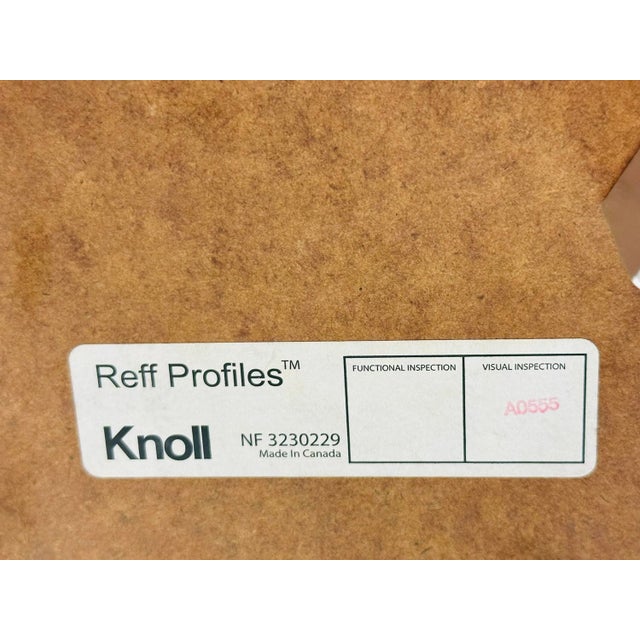 Reff Profiles™
Knoll
NF 3230229
Made In Canada
FUNCTIONAL INSPECTION
VISUAL INSPECTION
A0555